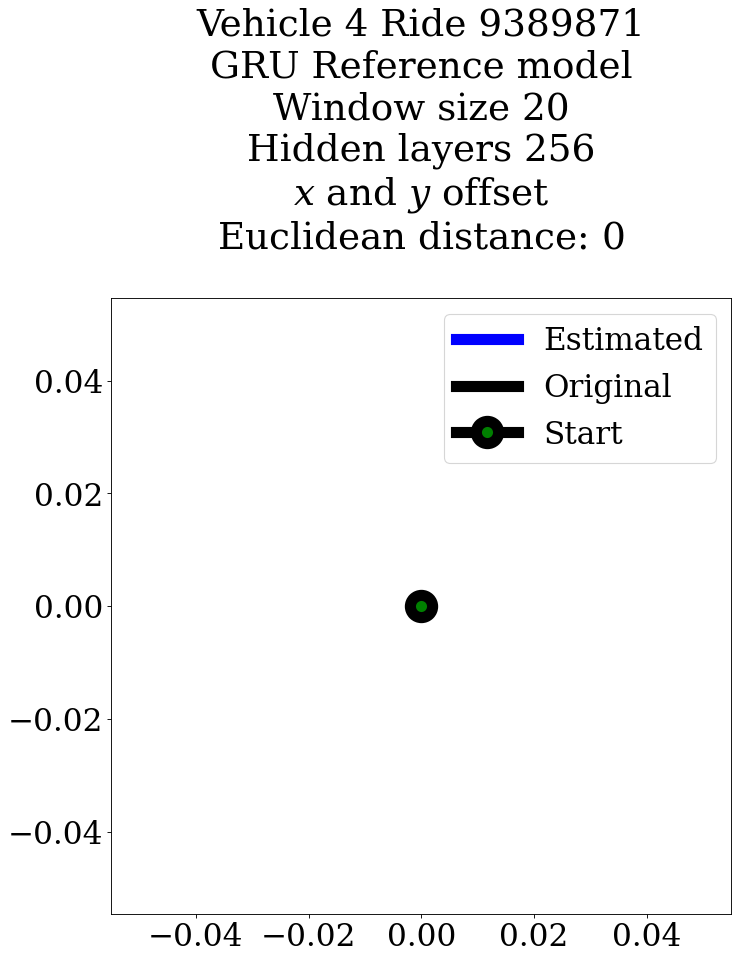 Vehicle 4 Ride 9389871
GRU Reference model
Window size 20
Hidden layers 256
x and y offset
Euclidean distance: 0
Estimated
Original
Start
0.04
0.02
0.00
−0.02
−0.04
−0.04 −0.02 0.00 0.02 0.04